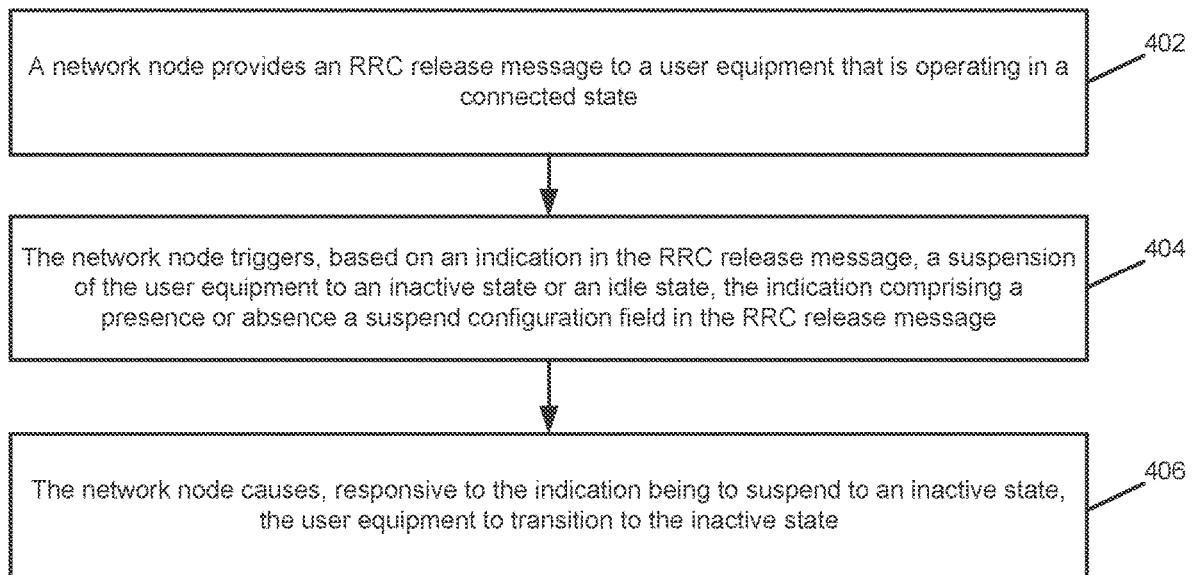 A network node provides an RRC release message to a user equipment that is operating in a
connected state
402
The network node triggers, based on an indication in the RRC release message, a suspension
of the user equipment to an inactive state or an idle state, the indication comprising a
presence or absence a suspend configuration field in the RRC release message
404
The network node causes, responsive to the indication being to suspend to an inactive state,
the user equipment to transition to the inactive state
406